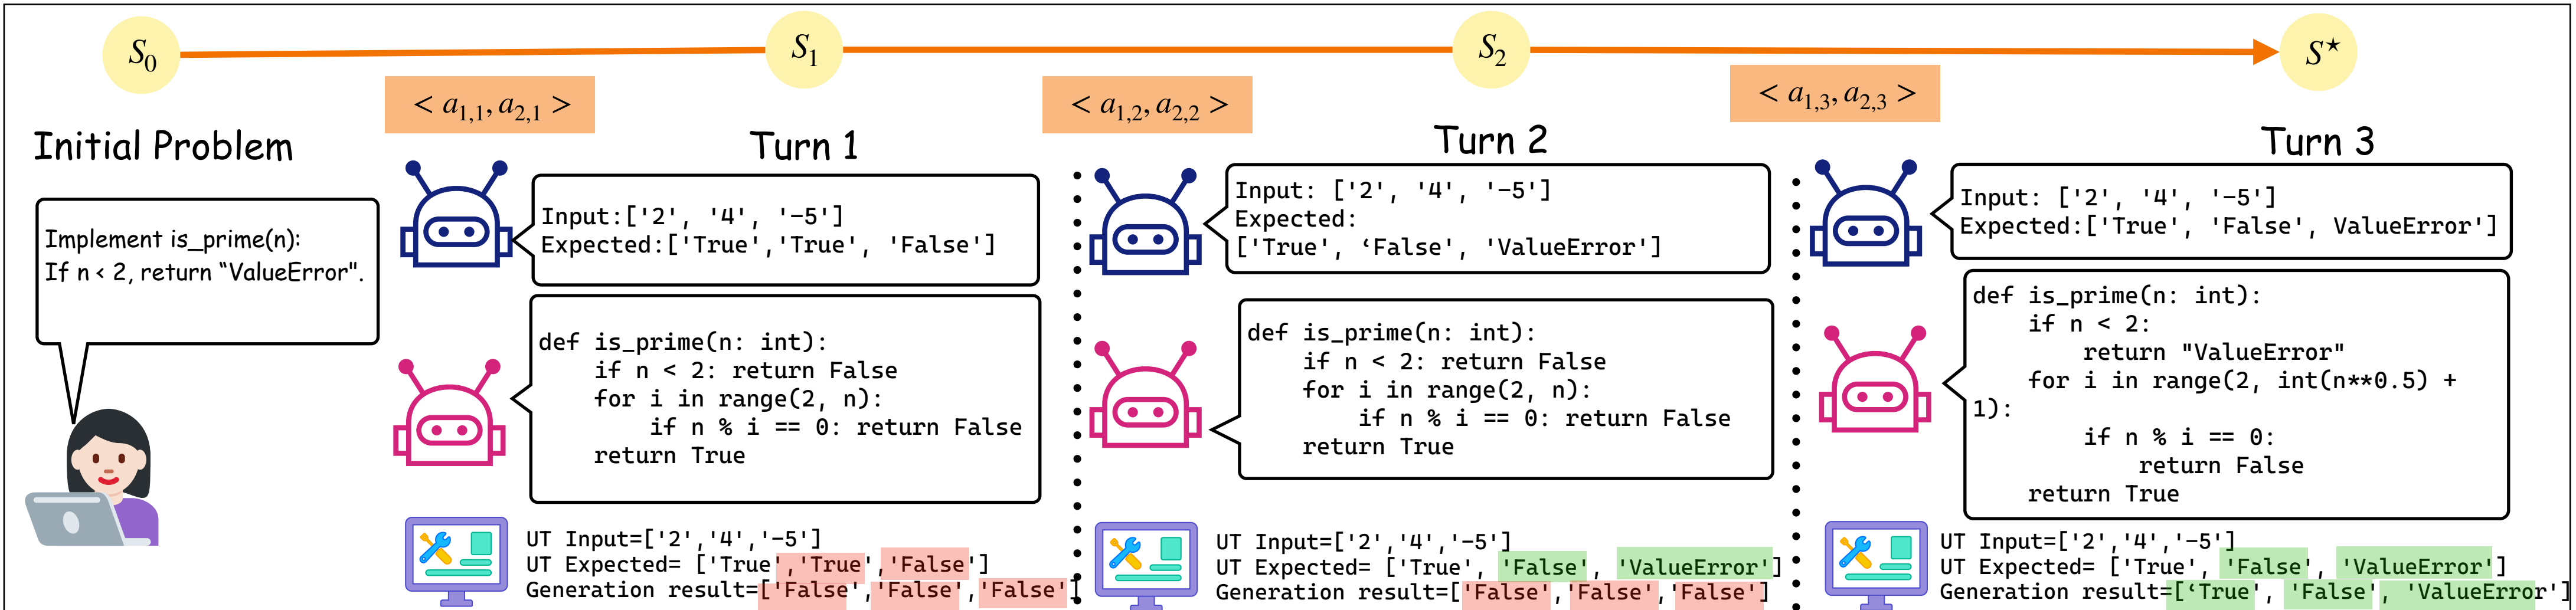 S0
S1
S2
S★
< a1,1, a2,1 >
< a1,2, a2,2 >
< a1,3, a2,3 >
Initial Problem
Implement is_prime(n):
If n < 2, return “ValueError".
Turn 1
Input:['2', '4', '-5']
Expected:['True','True', 'False']
def is_prime(n: int):
    if n < 2: return False
    for i in range(2, n):
        if n % i == 0: return False
    return True
UT Input=['2','4','-5']
UT Expected= ['True','True','False']
Generation result=['False','False','False']
Turn 2
Input: ['2', '4', '-5']
Expected:
['True', ‘False', 'ValueError']
def is_prime(n: int):
    if n < 2: return False
    for i in range(2, n):
        if n % i == 0: return False
    return True
UT Input=['2','4','-5']
UT Expected= ['True', 'False', 'ValueError']
Generation result=['False','False','False']
Turn 3
Input: ['2', '4', '-5']
Expected:['True', 'False', ValueError']
def is_prime(n: int):
    if n < 2:
        return "ValueError"
    for i in range(2, int(n**0.5) +
1):
        if n % i == 0:
            return False
    return True
UT Input=['2','4','-5']
UT Expected= ['True', 'False', 'ValueError']
Generation result=[‘True', 'False', 'ValueError']